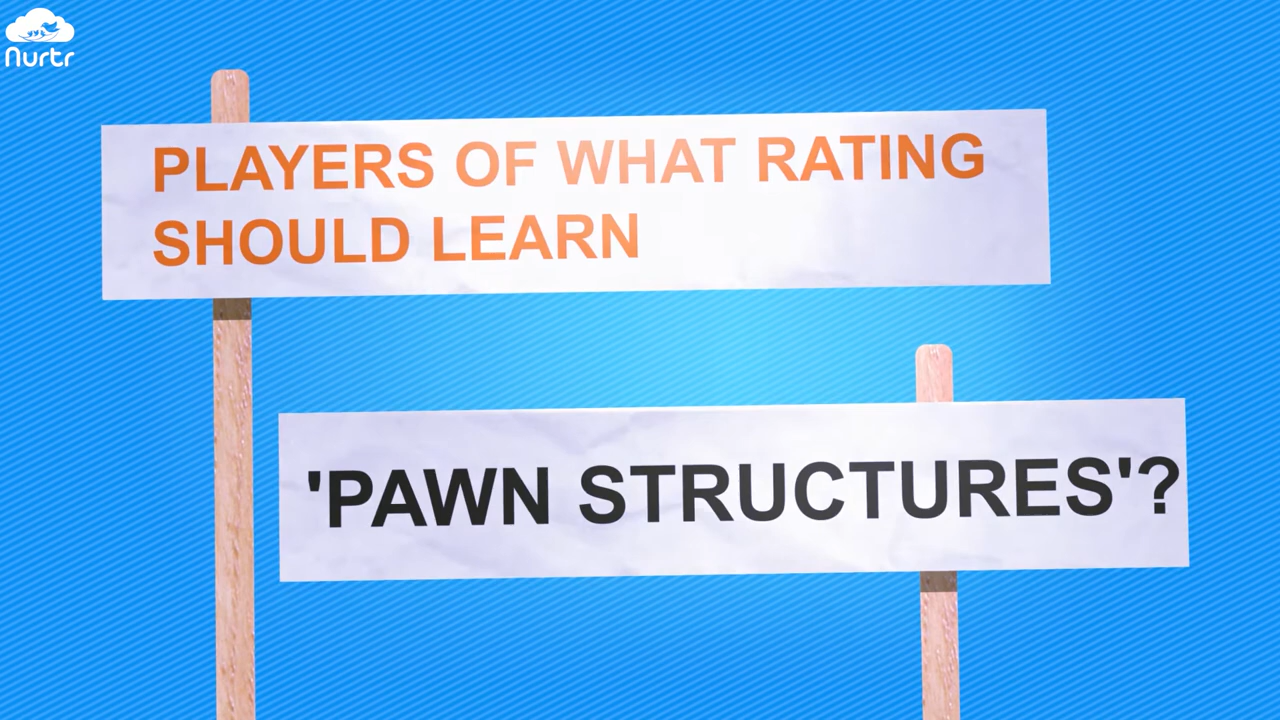 Nurtr
PLAYERS OF WHAT RATING
SHOULD LEARN
'PAWN STRUCTURES'?